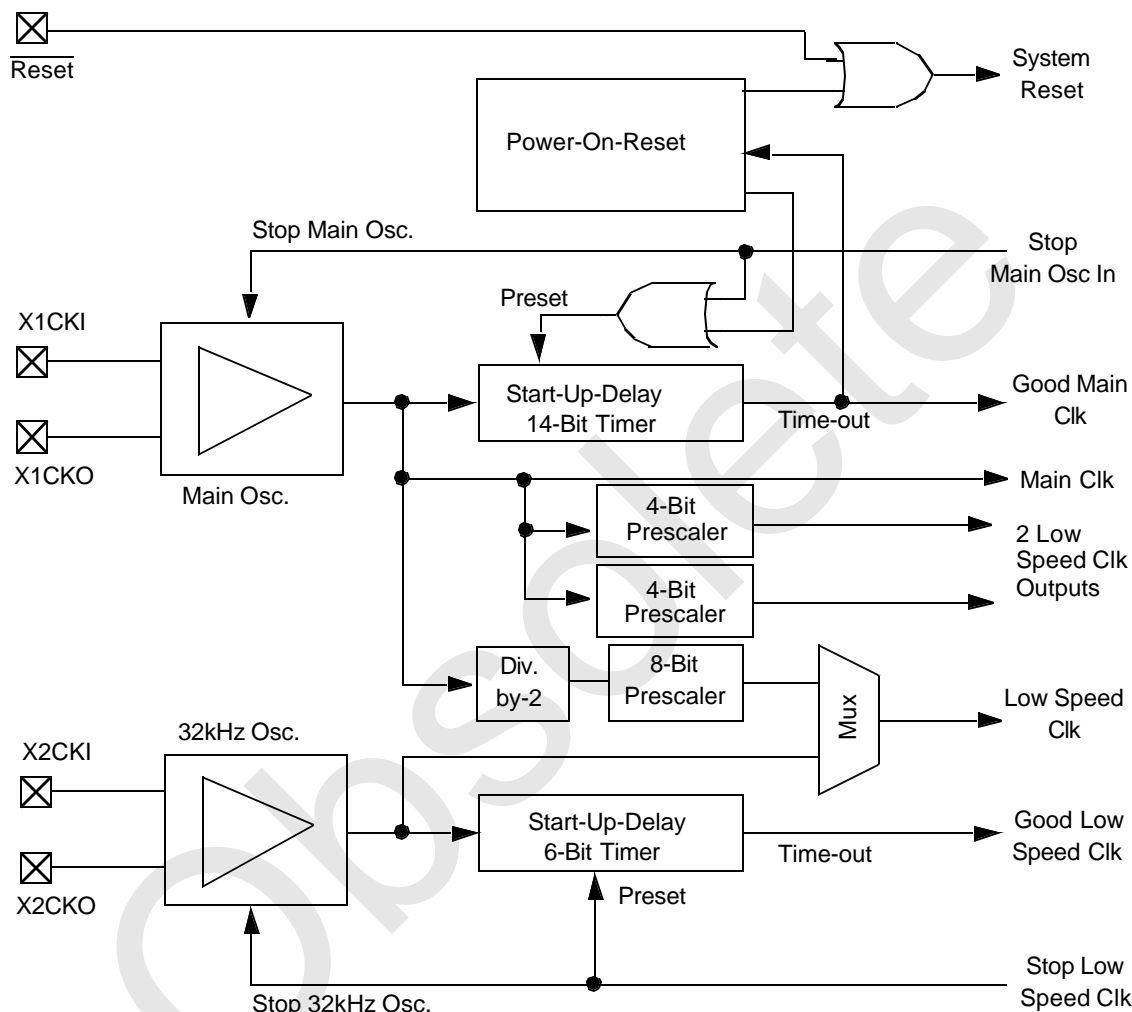 Reset
System
Reset
Power-On-Reset
Stop Main Osc.
Stop
Main Osc In
Preset
X1CKI
Start-Up-Delay
14-Bit Timer
Time-out
Good Main
Clk
X1CKO
Main Osc.
Main Clk
4-Bit
Prescaler
2 Low
Speed Clk
Outputs
4-Bit
Prescaler
Div.
by-2
8-Bit
Prescaler
Mux
Low Speed
Clk
32kHz Osc.
X2CKI
Start-Up-Delay
6-Bit Timer
Time-out
Good Low
Speed Clk
X2CKO
Preset
Stop 32kHz Osc.
Stop Low
Speed Clk
Obsolete